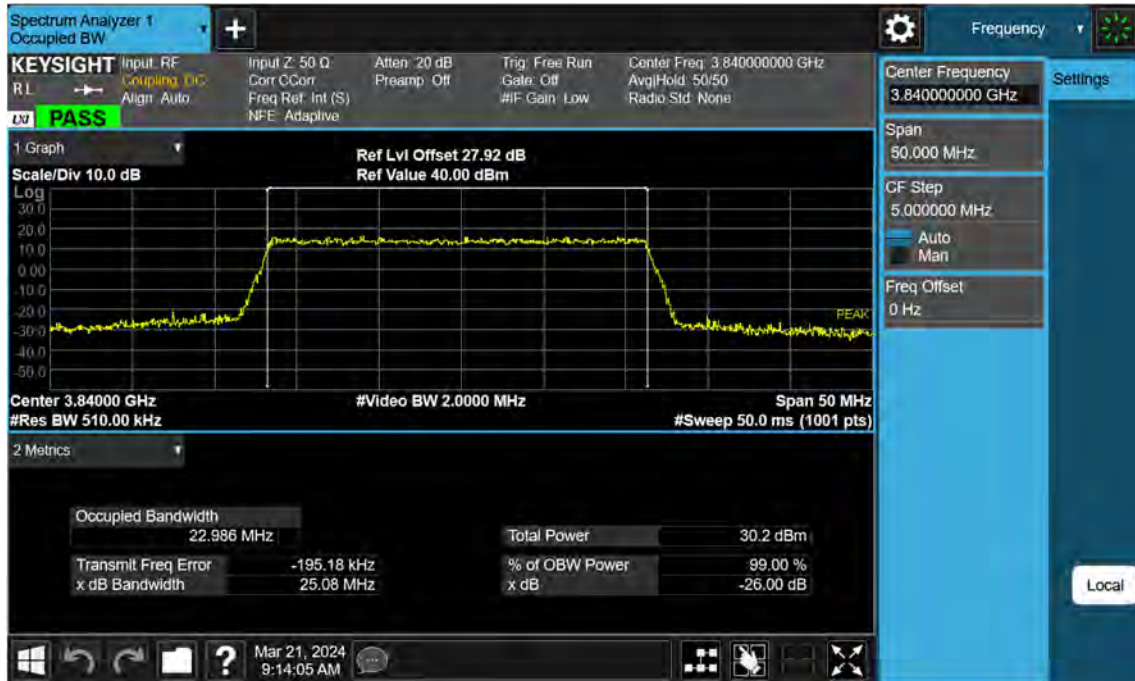 Spectrum Analyzer 1
Occupied BW
Frequency
KEYSIGHT
RL
LXI
PASS
Input: RF
Coupling: DC
Align: Auto
Input Z: 50 Ω
Corr CCorr
Freq Ref: Int (S)
NFE: Adaptive
Atten: 20 dB
Preamp: Off
Trig: Free Run
Gate: Off
#IF Gain: Low
Center Freq: 3.840000000 GHz
Avg|Hold: 50/50
Radio Std: None
Center Frequency
3.840000000 GHz
Settings
Span
50.000 MHz
CF Step
5.000000 MHz
Auto
Man
Freq Offset
0 Hz
1 Graph
Scale/Div 10.0 dB
Ref Lvl Offset 27.92 dB
Ref Value 40.00 dBm
Log
30.0
20.0
10.0
0.00
-10.0
-20.0
-30.0
-40.0
-50.0
PEAK
Center 3.84000 GHz
#Res BW 510.00 kHz
#Video BW 2.0000 MHz
Span 50 MHz
#Sweep 50.0 ms (1001 pts)
2 Metrics
Occupied Bandwidth
22.986 MHz
Total Power 30.2 dBm
Transmit Freq Error -195.18 kHz
% of OBW Power 99.00 %
x dB Bandwidth 25.08 MHz
x dB -26.00 dB
Local
?
Mar 21, 2024
9:14:05 AM